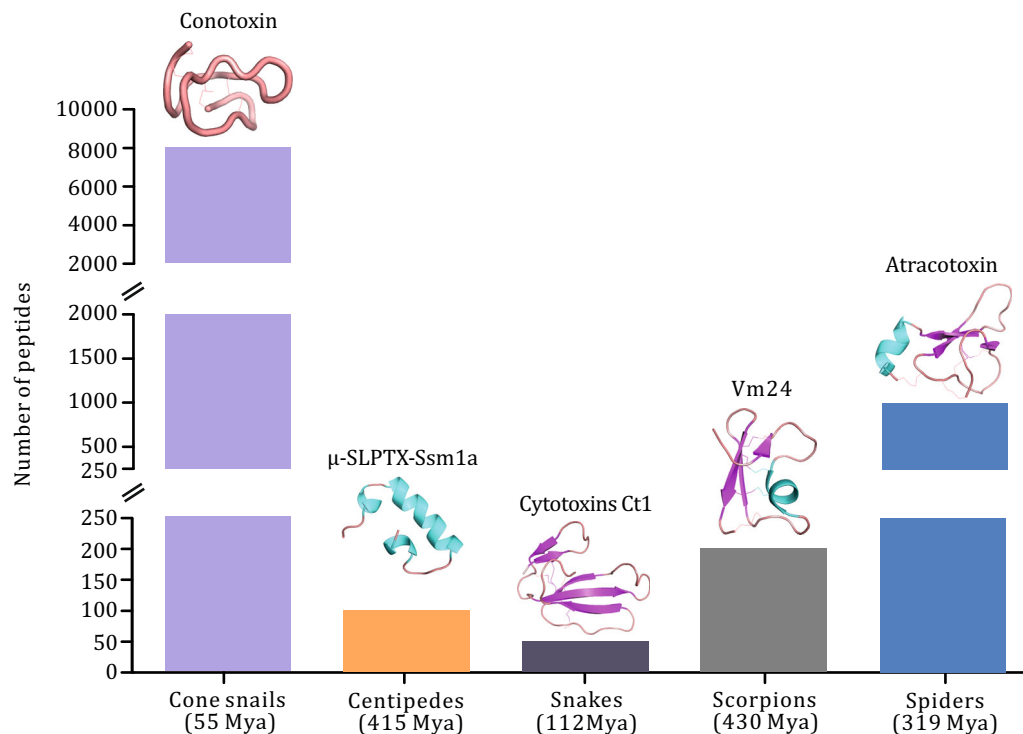 Conotoxin
10000
8000
6000
4000
2000
Atracotoxin
2000
1500
1000
500
250
Number of peptides
Vm24
μ-SLPTX-Ssm1a
Cytotoxins Ct1
250
200
150
100
50
0
Cone snails
(55 Mya)
Centipedes
(415 Mya)
Snakes
(112Mya)
Scorpions
(430 Mya)
Spiders
(319 Mya)